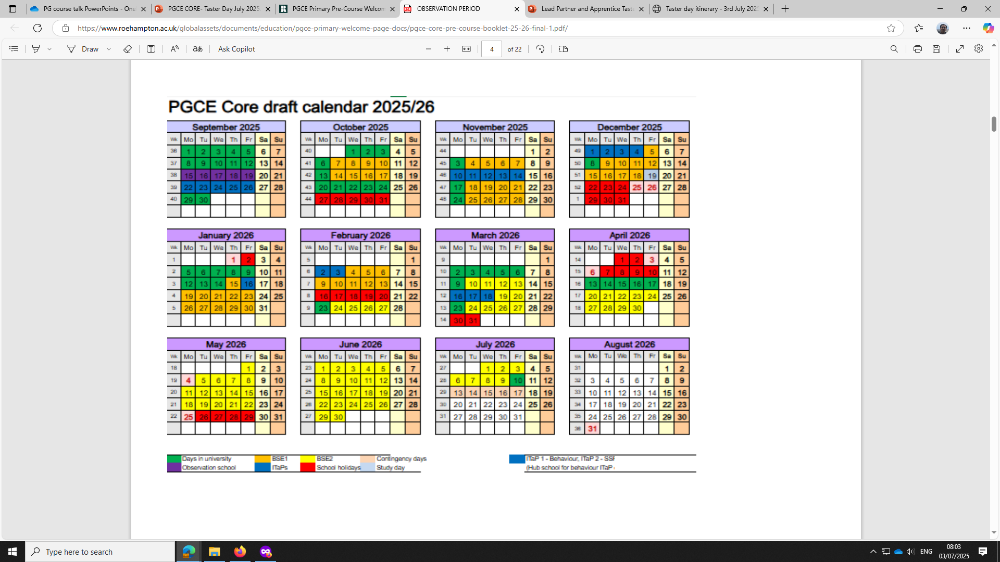 PG course talk PowerPoints - One
PGCE CORE- Taster Day July 2025.
PGCE Primary Pre-Course Welcom
OBSERVATION PERIOD
Lead Partner and Apprentice Taste
Taster day itinerary - 3rd July 202
https://www.roehampton.ac.uk/globalassets/documents/education/pgce-primary-welcome-page-docs/pgce-core-pre-course-booklet-25-26-final-1.pdf/
Draw
Ask Copilot
4 of 22
PGCE Core draft calendar 2025/26
September 2025 October 2025 November 2025 December 2025
Wk Mo Tu We Th Fr Sa Su Wk Mo Tu We Th Fr Sa Su Wk Mo Tu We Th Fr Sa Su Wk Mo Tu We Th Fr Sa Su
36 1 2 3 4 5 6 7 40 1 2 3 4 5 44 1 2 49 1 2 3 4 5 6 7
37 8 9 10 11 12 13 14 41 6 7 8 9 10 11 12 45 3 4 5 6 7 8 9 50 8 9 10 11 12 13 14
38 15 16 17 18 19 20 21 42 13 14 15 16 17 18 19 46 10 11 12 13 14 15 16 51 15 16 17 18 19 20 21
39 22 23 24 25 26 27 28 43 20 21 22 23 24 25 26 47 17 18 19 20 21 22 23 52 22 23 24 25 26 27 28
40 29 30 44 27 28 29 30 31 48 24 25 26 27 28 29 30 1 29 30 31
January 2026 February 2026 March 2026 April 2026
Wk Mo Tu We Th Fr Sa Su Wk Mo Tu We Th Fr Sa Su Wk Mo Tu We Th Fr Sa Su Wk Mo Tu We Th Fr Sa Su
1 1 2 3 4 5 1 9 1 14 1 2 3 4 5
2 5 6 7 8 9 10 11 6 2 3 4 5 6 7 8 10 2 3 4 5 6 7 8 15 6 7 8 9 10 11 12
3 12 13 14 15 16 17 18 7 9 10 11 12 13 14 15 11 9 10 11 12 13 14 15 16 13 14 15 16 17 18 19
4 19 20 21 22 23 24 25 8 16 17 18 19 20 21 22 12 16 17 18 19 20 21 22 17 20 21 22 23 24 25 26
5 26 27 28 29 30 31 9 23 24 25 26 27 28 13 23 24 25 26 27 28 29 18 27 28 29 30
14 30 31
May 2026 June 2026 July 2026 August 2026
Wk Mo Tu We Th Fr Sa Su Wk Mo Tu We Th Fr Sa Su Wk Mo Tu We Th Fr Sa Su Wk Mo Tu We Th Fr Sa Su
18 1 2 3 23 1 2 3 4 5 6 7 27 1 2 3 4 5 31 1 2
19 4 5 6 7 8 9 10 24 8 9 10 11 12 13 14 28 6 7 8 9 10 11 12 32 3 4 5 6 7 8 9
20 11 12 13 14 15 16 17 25 15 16 17 18 19 20 21 29 13 14 15 16 17 18 19 33 10 11 12 13 14 15 16
21 18 19 20 21 22 23 24 26 22 23 24 25 26 27 28 30 20 21 22 23 24 25 26 34 17 18 19 20 21 22 23
22 25 26 27 28 29 30 31 27 29 30 31 27 28 29 30 31 35 24 25 26 27 28 29 30
36 31
Days in university BSE1 BSE2 Contingency days ITaP 1 - Behaviour, ITaP 2 - SSP
Observation school ITaPs School holidays Study day (Hub school for behaviour ITaP
Type here to search
ENG
08:03
03/07/2025